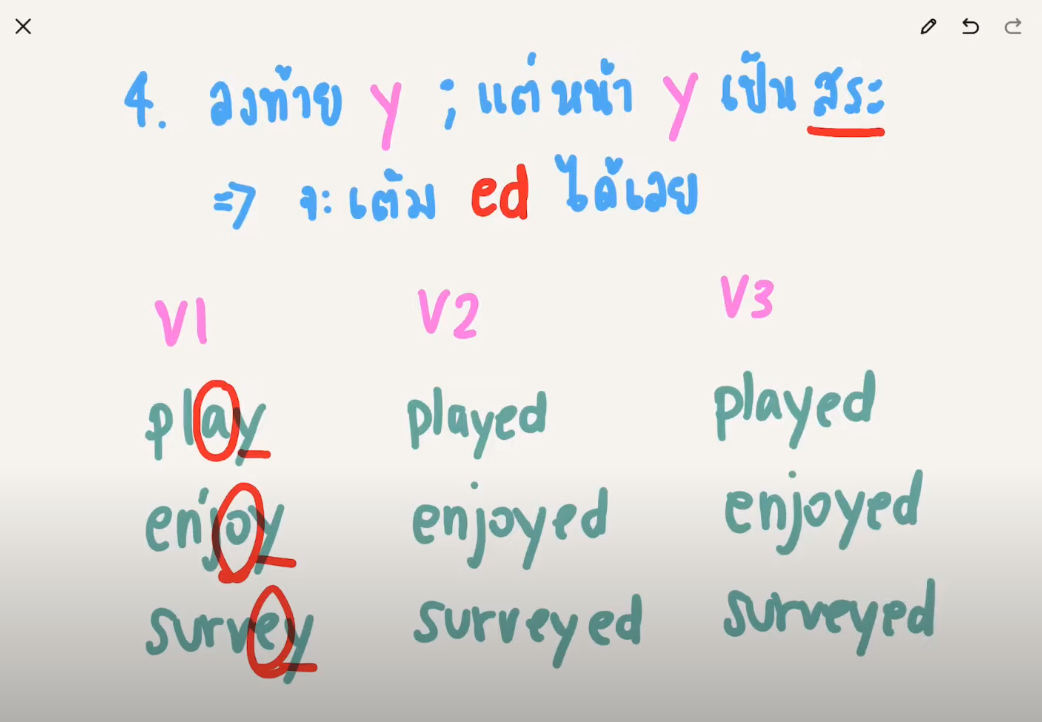 4. ลงท้าย y ; แต่หน้า y เป็น สระ
=> จะเติม ed ได้เลย
V1 V2 V3
play played played
enjoy enjoyed enjoyed
survey surveyed surveyed